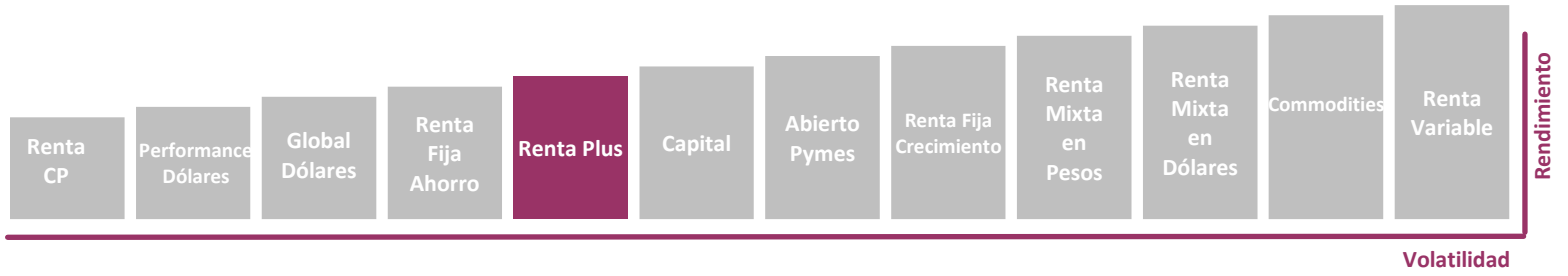 Renta
CP
Performance
Dólares
Global
Dólares
Renta
Fija
Ahorro
Renta Plus
Capital
Abierto
Pymes
Renta Fija
Crecimiento
Renta
Mixta
en
Pesos
Renta
Mixta
en
Dólares
Commodities
Renta
Variable
Rendimiento
Volatilidad